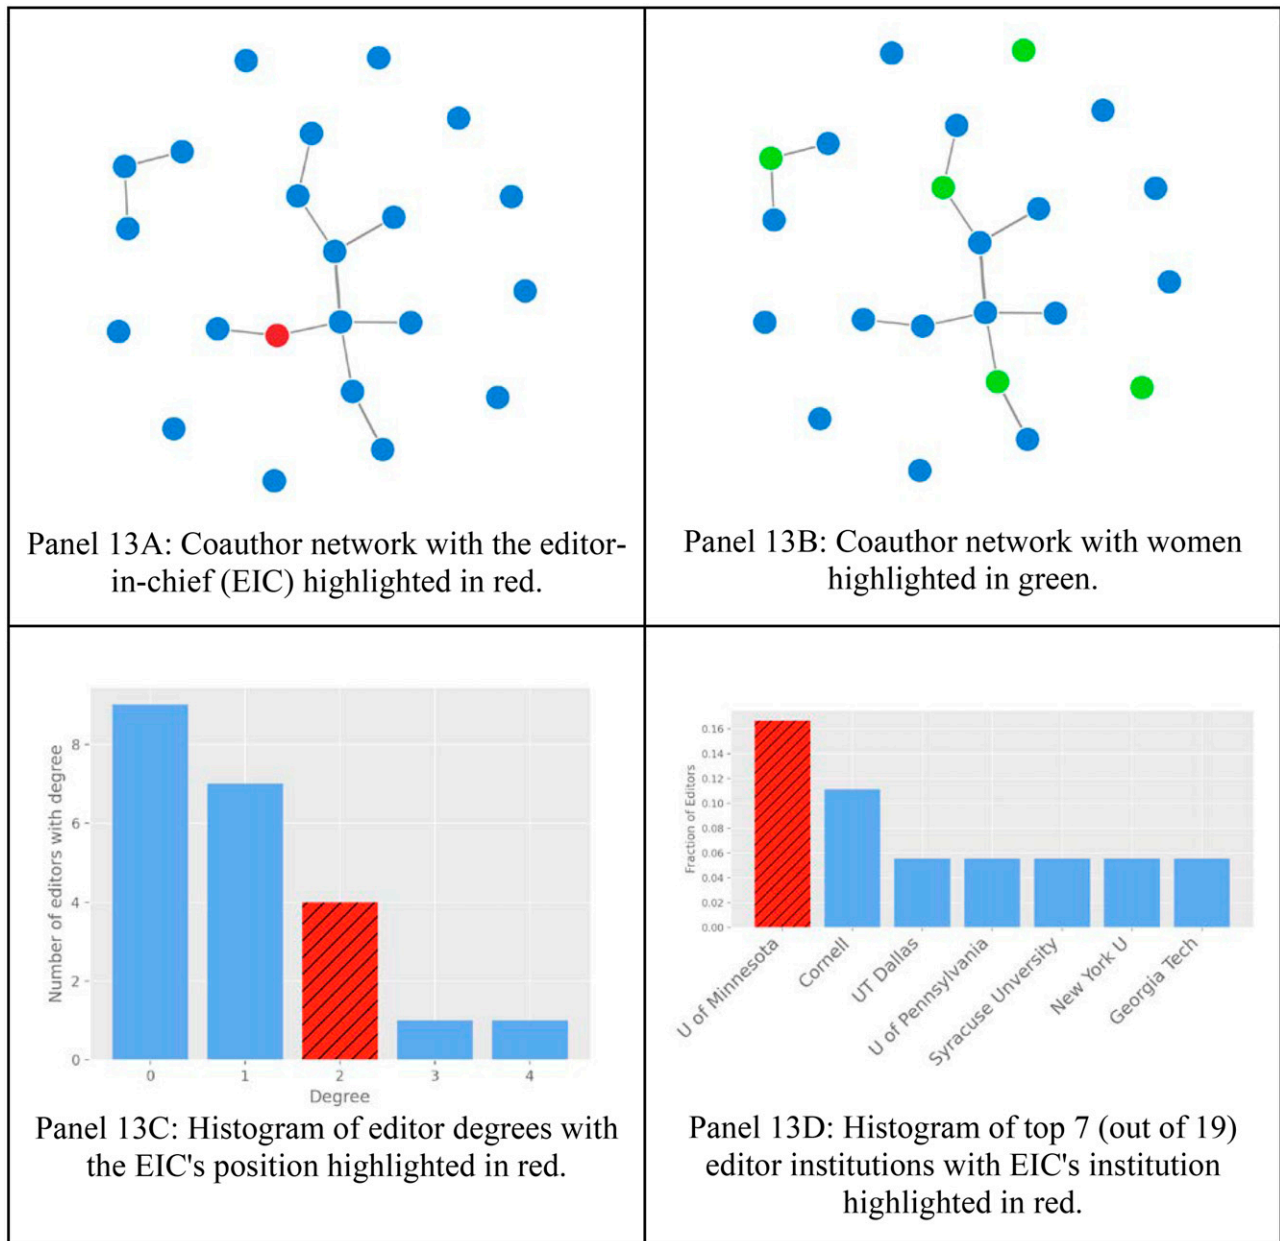 Panel 13A: Coauthor network with the editor-
in-chief (EIC) highlighted in red.
Panel 13B: Coauthor network with women
highlighted in green.
Number of editors with degree
8
6
4
2
0
0 1 2 3 4
Degree
Panel 13C: Histogram of editor degrees with
the EIC's position highlighted in red.
Fraction of Editors
0.16
0.14
0.12
0.10
0.08
0.06
0.04
0.02
0.00
U of Minnesota
Cornell
UT Dallas
U of Pennsylvania
Syracuse Unversity
New York U
Georgia Tech
Panel 13D: Histogram of top 7 (out of 19)
editor institutions with EIC's institution
highlighted in red.